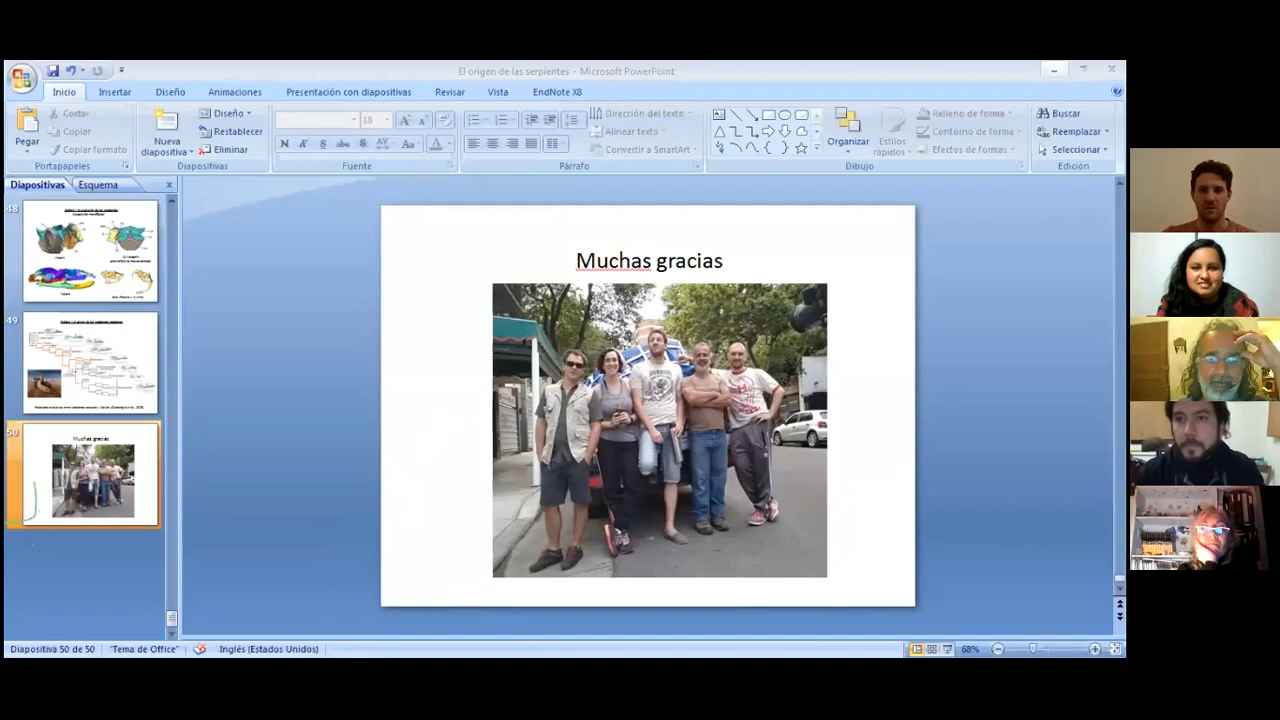 El origen de las serpientes - Microsoft PowerPoint
Inicio
Insertar
Diseño
Animaciones
Presentación con diapositivas
Revisar
Vista
EndNote X8
Pegar
Cortar
Copiar
Copiar formato
Portapapeles
Nueva
diapositiva
Diseño
Restablecer
Eliminar
Diapositivas
18
N
K
S
abc
S
AV
Aa
A
Fuente
Dirección del texto
Alinear texto
Convertir a SmartArt
Párrafo
Organizar
Estilos
rápidos
Relleno de forma
Contorno de forma
Efectos de formas
Dibujo
Buscar
Reemplazar
Seleccionar
Edición
Diapositivas
Esquema
48
49
50
Muchas gracias
Muchas gracias
Diapositiva 50 de 50
"Tema de Office"
Inglés (Estados Unidos)
68%